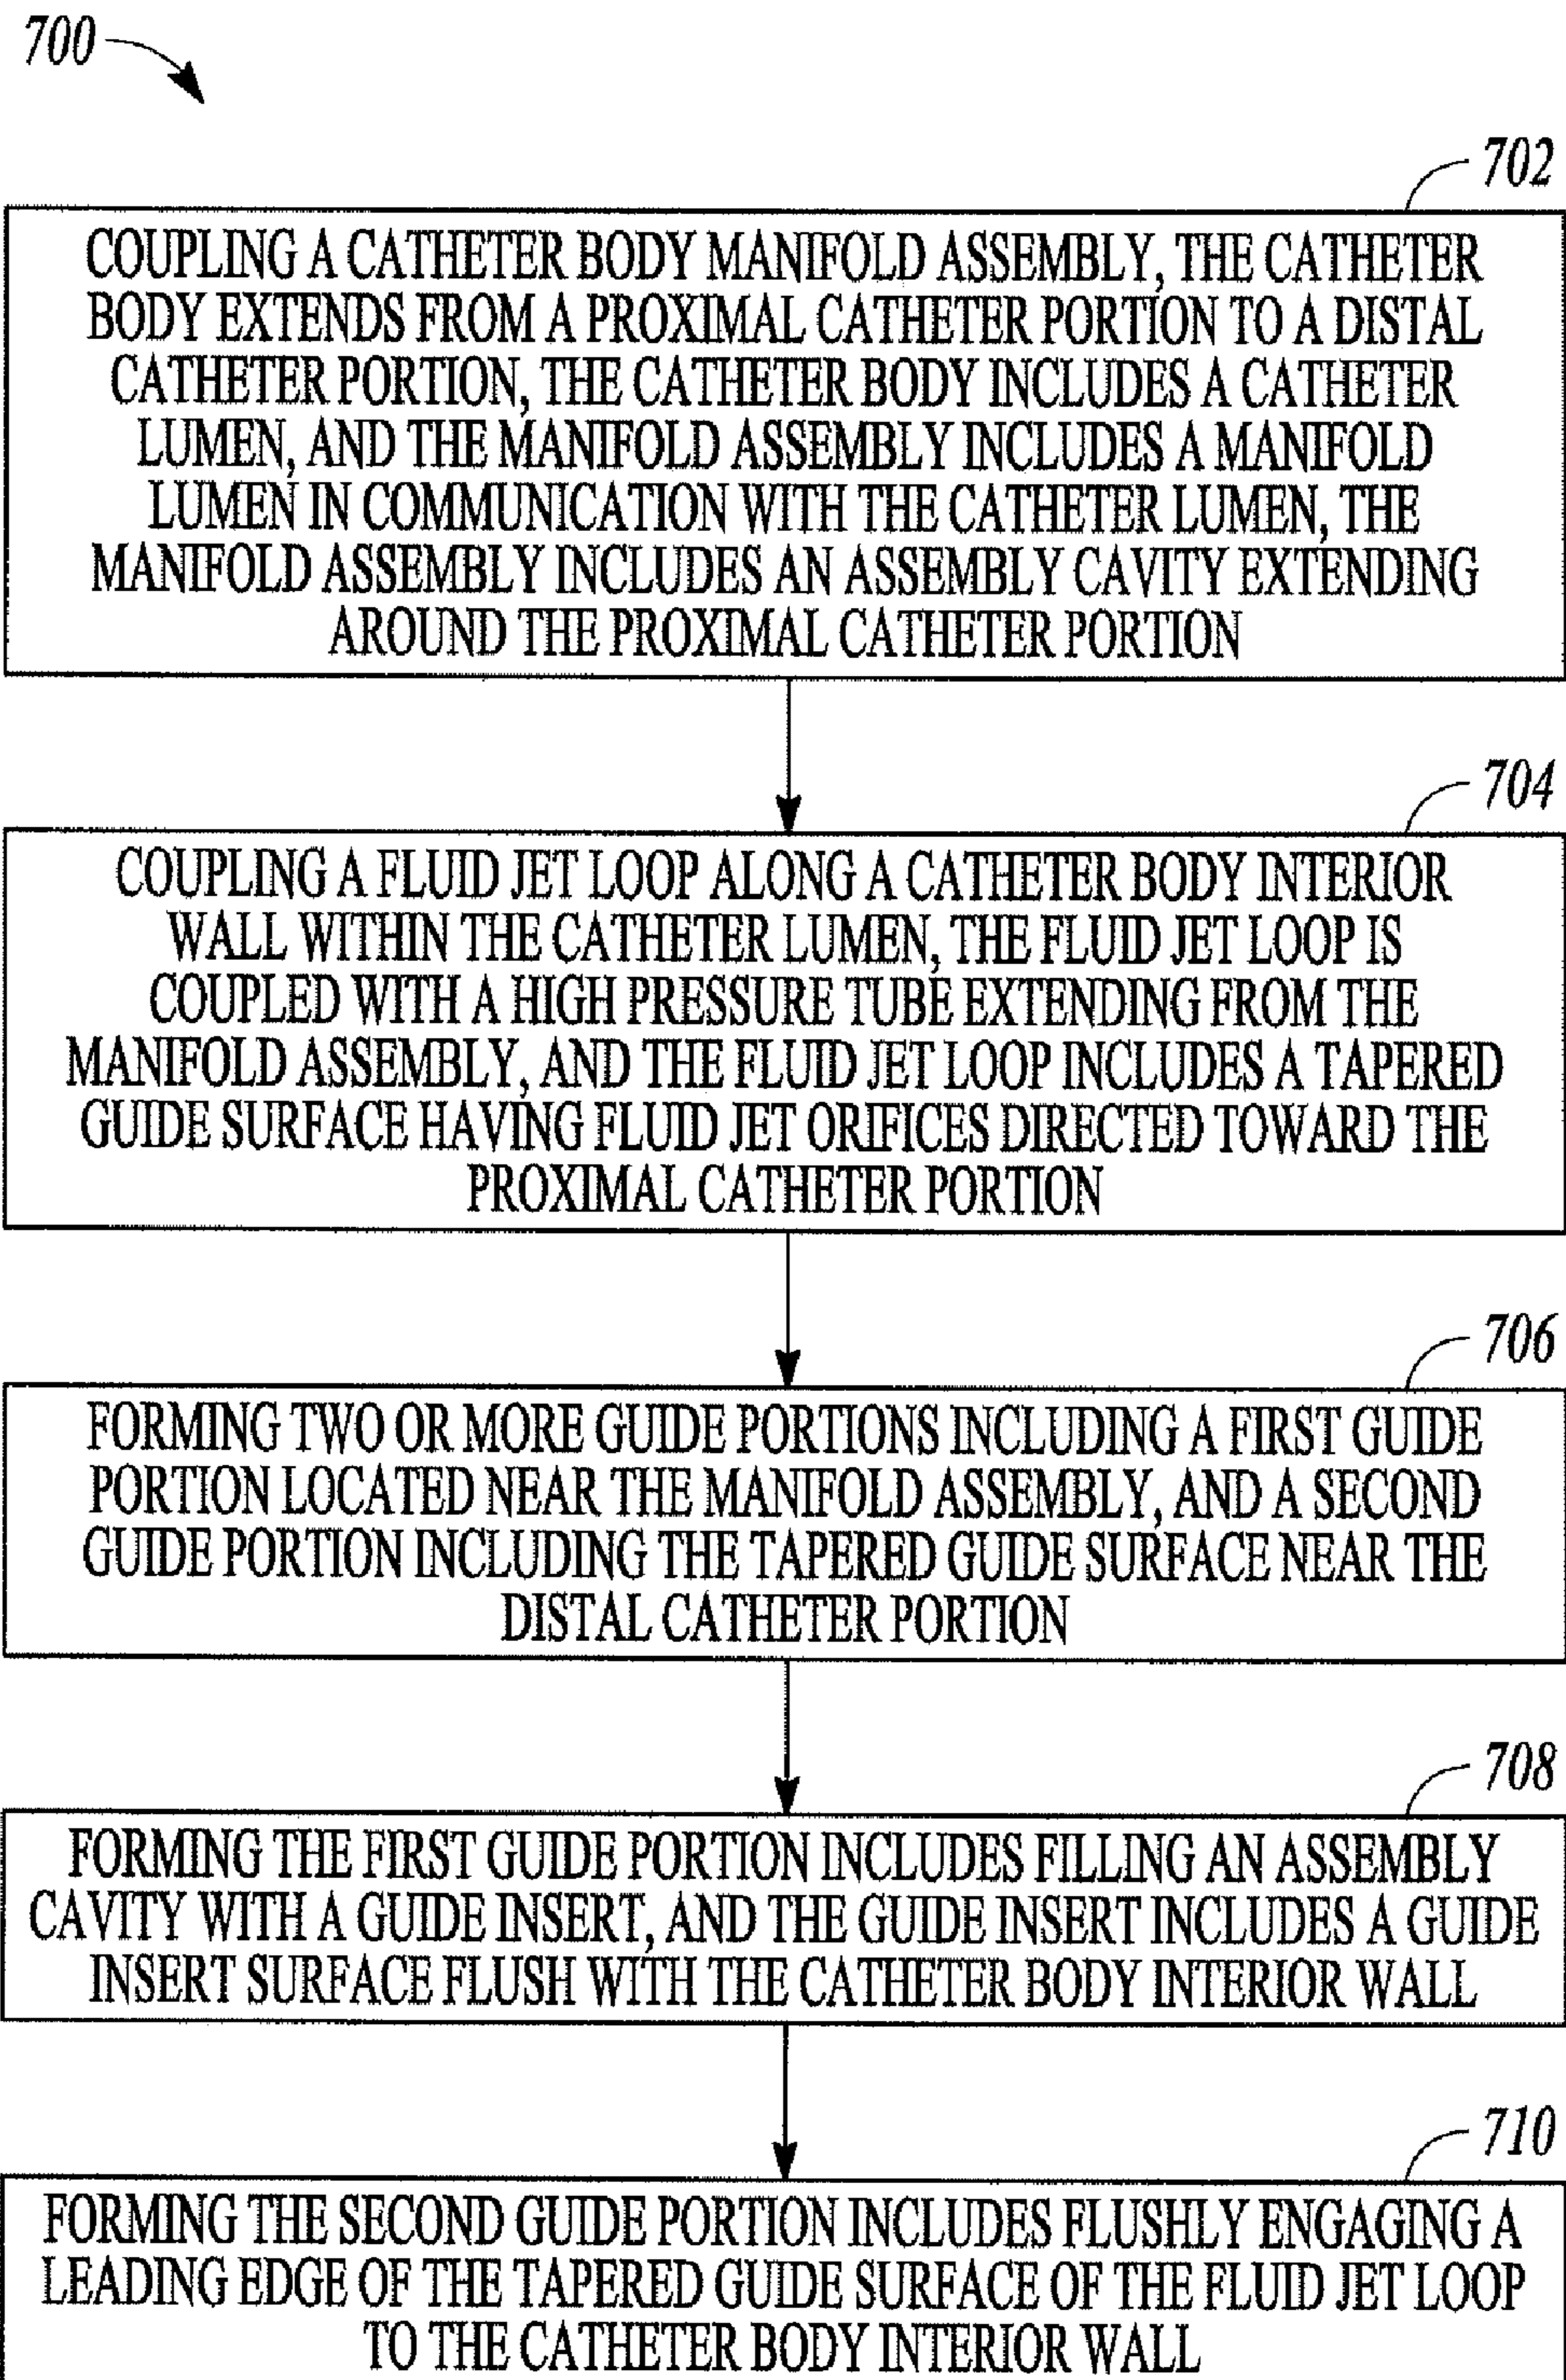 700
702
COUPLING A CATHETER BODY MANIFOLD ASSEMBLY, THE CATHETER
BODY EXTENDS FROM A PROXIMAL CATHETER PORTION TO A DISTAL
CATHETER PORTION, THE CATHETER BODY INCLUDES A CATHETER
LUMEN, AND THE MANIFOLD ASSEMBLY INCLUDES A MANIFOLD
LUMEN IN COMMUNICATION WITH THE CATHETER LUMEN, THE
MANIFOLD ASSEMBLY INCLUDES AN ASSEMBLY CAVITY EXTENDING
AROUND THE PROXIMAL CATHETER PORTION
704
COUPLING A FLUID JET LOOP ALONG A CATHETER BODY INTERIOR
WALL WITHIN THE CATHETER LUMEN, THE FLUID JET LOOP IS
COUPLED WITH A HIGH PRESSURE TUBE EXTENDING FROM THE
MANIFOLD ASSEMBLY, AND THE FLUID JET LOOP INCLUDES A TAPERED
GUIDE SURFACE HAVING FLUID JET ORIFICES DIRECTED TOWARD THE
PROXIMAL CATHETER PORTION
706
FORMING TWO OR MORE GUIDE PORTIONS INCLUDING A FIRST GUIDE
PORTION LOCATED NEAR THE MANIFOLD ASSEMBLY, AND A SECOND
GUIDE PORTION INCLUDING THE TAPERED GUIDE SURFACE NEAR THE
DISTAL CATHETER PORTION
708
FORMING THE FIRST GUIDE PORTION INCLUDES FILLING AN ASSEMBLY
CAVITY WITH A GUIDE INSERT, AND THE GUIDE INSERT INCLUDES A GUIDE
INSERT SURFACE FLUSH WITH THE CATHETER BODY INTERIOR WALL
710
FORMING THE SECOND GUIDE PORTION INCLUDES FLUSHLY ENGAGING A
LEADING EDGE OF THE TAPERED GUIDE SURFACE OF THE FLUID JET LOOP
TO THE CATHETER BODY INTERIOR WALL